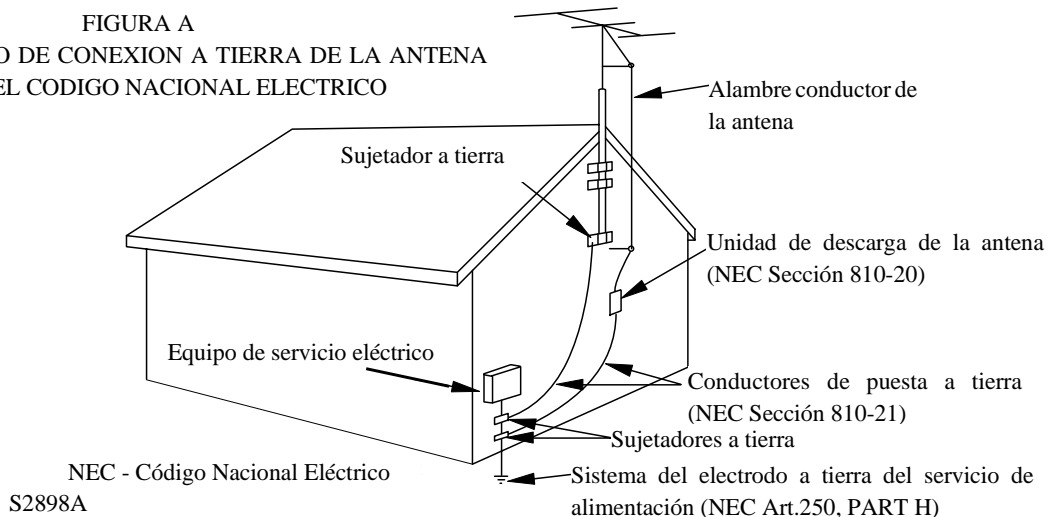 FIGURA A
O DE CONEXION A TIERRA DE LA ANTENA
EL CODIGO NACIONAL ELECTRICO
Alambre conductor de
la antena
Sujetador a tierra
Unidad de descarga de la antena
(NEC Sección 810-20)
Equipo de servicio eléctrico
Conductores de puesta a tierra
(NEC Sección 810-21)
Sujetadores a tierra
NEC - Código Nacional Eléctrico
Sistema del electrodo a tierra del servicio de
alimentación (NEC Art.250, PART H)
S2898A